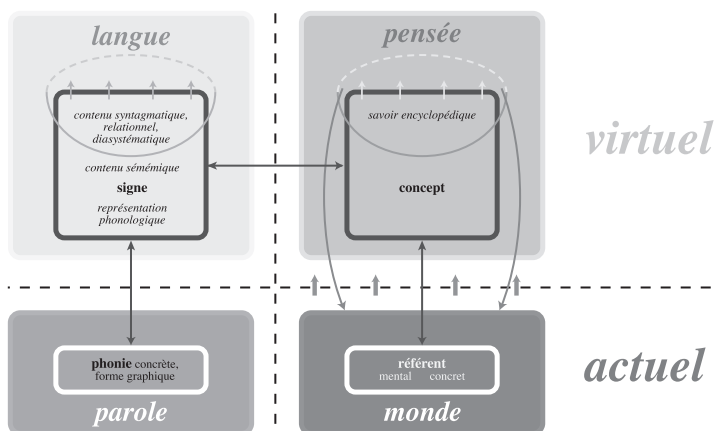 langue
contenu syntagmatique,
relationnel,
diasystématique
contenu sémémique
signe
représentation
phonologique
pensée
savoir encyclopédique
concept
virtuel
phonie concrète,
forme graphique
parole
référent
mental concret
monde
actuel